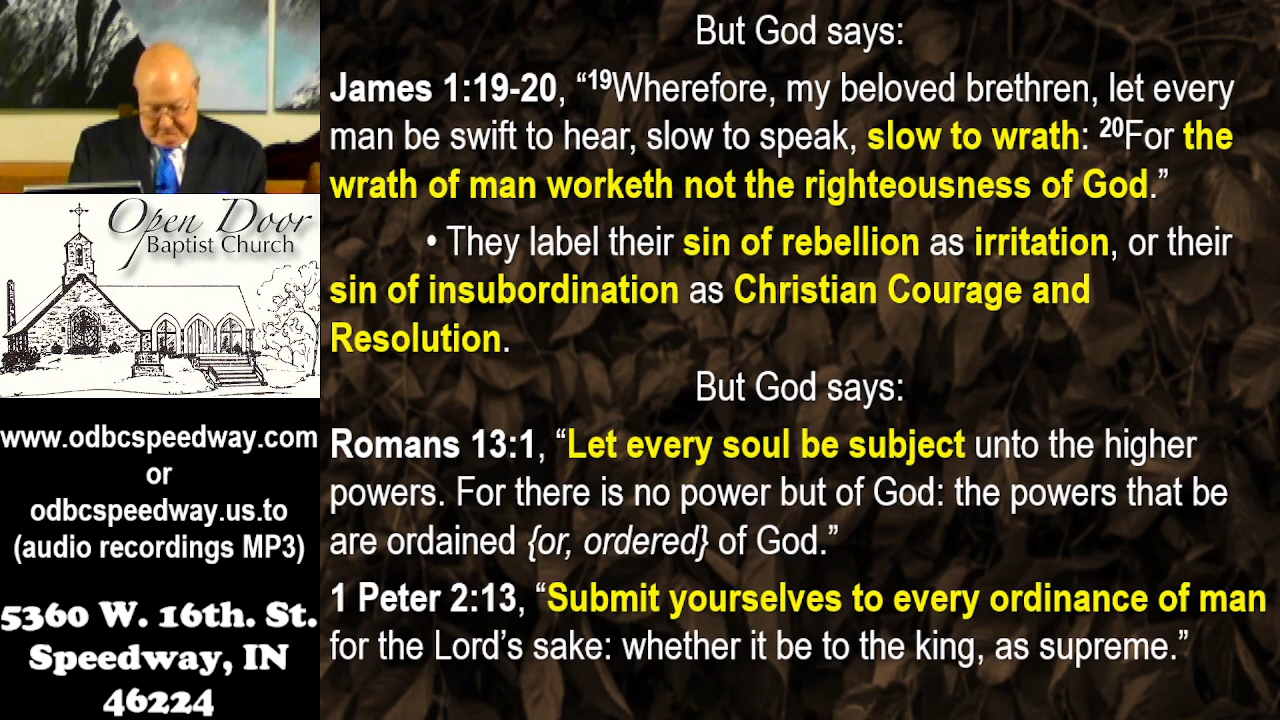 Open Door
Baptist Church
www.odbcspeedway.com
or
odbcspeedway.us.to
(audio recordings MP3)
5360 W. 16th. St.
Speedway, IN
46224
But God says:
James 1:19-20, “19Wherefore, my beloved brethren, let every
man be swift to hear, slow to speak, slow to wrath: 20For the
wrath of man worketh not the righteousness of God.”
• They label their sin of rebellion as irritation, or their
sin of insubordination as Christian Courage and
Resolution.
But God says:
Romans 13:1, “Let every soul be subject unto the higher
powers. For there is no power but of God: the powers that be
are ordained {or, ordered} of God.”
1 Peter 2:13, “Submit yourselves to every ordinance of man
for the Lord’s sake: whether it be to the king, as supreme.”